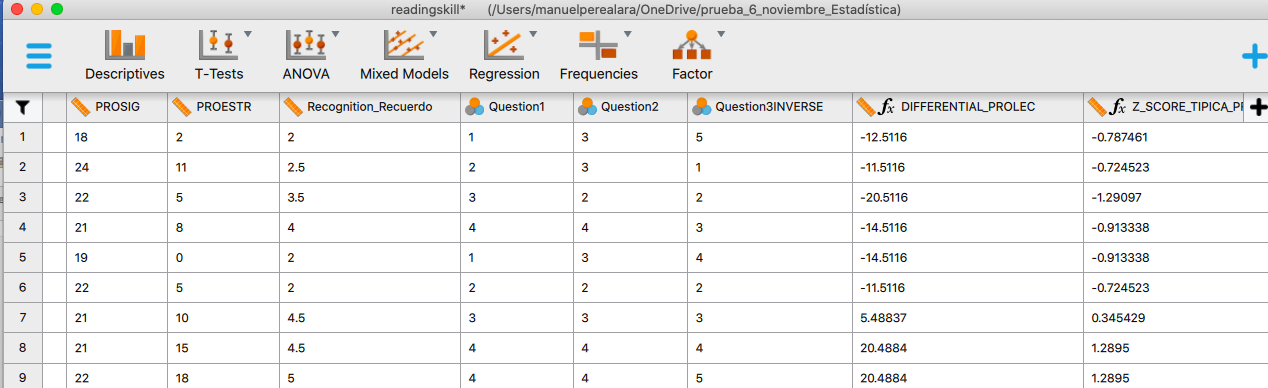 readingskill* (/Users/manuelperealara/OneDrive/prueba_6_noviembre_Estadística)
Descriptives T-Tests ANOVA Mixed Models Regression Frequencies Factor
PROSIG PROESTR Recognition_Recuerdo Question1 Question2 Question3INVERSE fx DIFFERENTIAL_PROLEC fx Z_SCORE_TIPICA_P
1 18 2 2 1 3 5 -12.5116 -0.787461
2 24 11 2.5 2 3 1 -11.5116 -0.724523
3 22 5 3.5 3 2 2 -20.5116 -1.29097
4 21 8 4 4 4 3 -14.5116 -0.913338
5 19 0 2 1 3 4 -14.5116 -0.913338
6 22 5 2 2 2 2 -11.5116 -0.724523
7 21 10 4.5 3 3 3 5.48837 0.345429
8 21 15 4.5 4 4 4 20.4884 1.2895
9 22 18 5 4 4 5 20.4884 1.2895